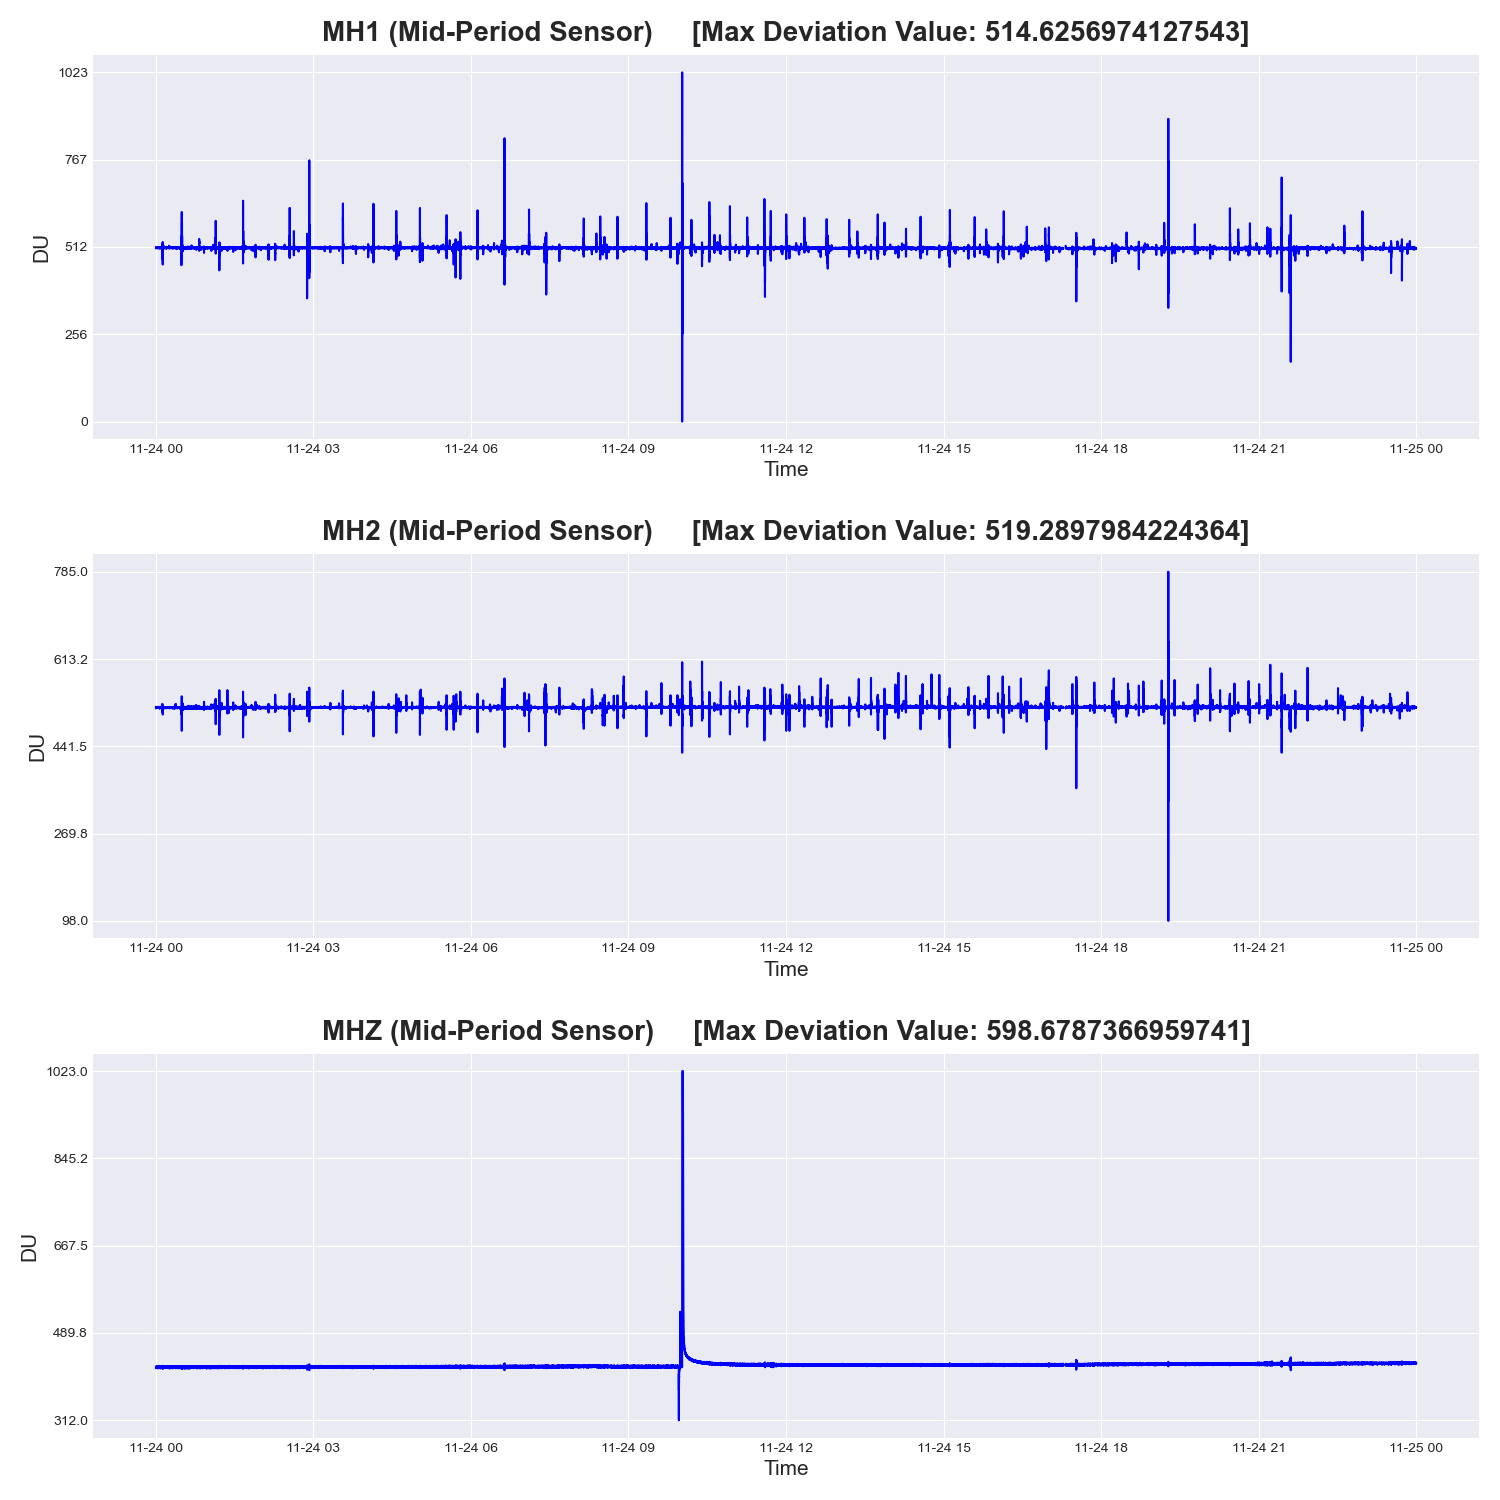 MH1 (Mid-Period Sensor) [Max Deviation Value: 514.6256974127543]
1023
767
512
256
0
DU
11-24 00 11-24 03 11-24 06 11-24 09 11-24 12 11-24 15 11-24 18 11-24 21 11-25 00
Time
MH2 (Mid-Period Sensor) [Max Deviation Value: 519.2897984224364]
785.0
613.2
441.5
269.8
98.0
DU
11-24 00 11-24 03 11-24 06 11-24 09 11-24 12 11-24 15 11-24 18 11-24 21 11-25 00
Time
MHZ (Mid-Period Sensor) [Max Deviation Value: 598.6787366959741]
1023.0
845.2
667.5
489.8
312.0
DU
11-24 00 11-24 03 11-24 06 11-24 09 11-24 12 11-24 15 11-24 18 11-24 21 11-25 00
Time